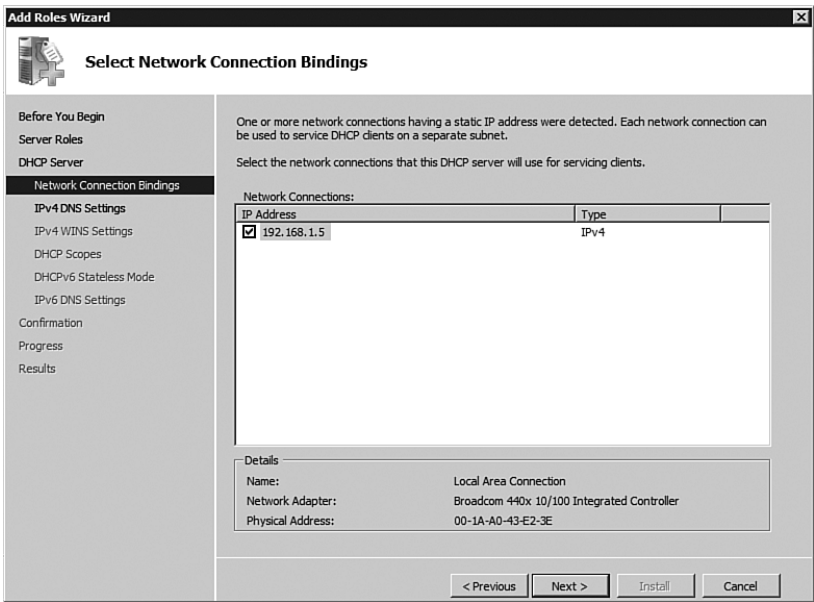 Add Roles Wizard
Select Network Connection Bindings
Before You Begin
Server Roles
DHCP Server
Network Connection Bindings
IPv4 DNS Settings
IPv4 WINS Settings
DHCP Scopes
DHCPv6 Stateless Mode
IPv6 DNS Settings
Confirmation
Progress
Results
One or more network connections having a static IP address were detected. Each network connection can
be used to service DHCP clients on a separate subnet.
Select the network connections that this DHCP server will use for servicing clients.
Network Connections:
IP Address Type
192.168.1.5 IPv4
Details
Name: Local Area Connection
Network Adapter: Broadcom 440x 10/100 Integrated Controller
Physical Address: 00-1A-A0-43-E2-3E
< Previous Next > Install Cancel